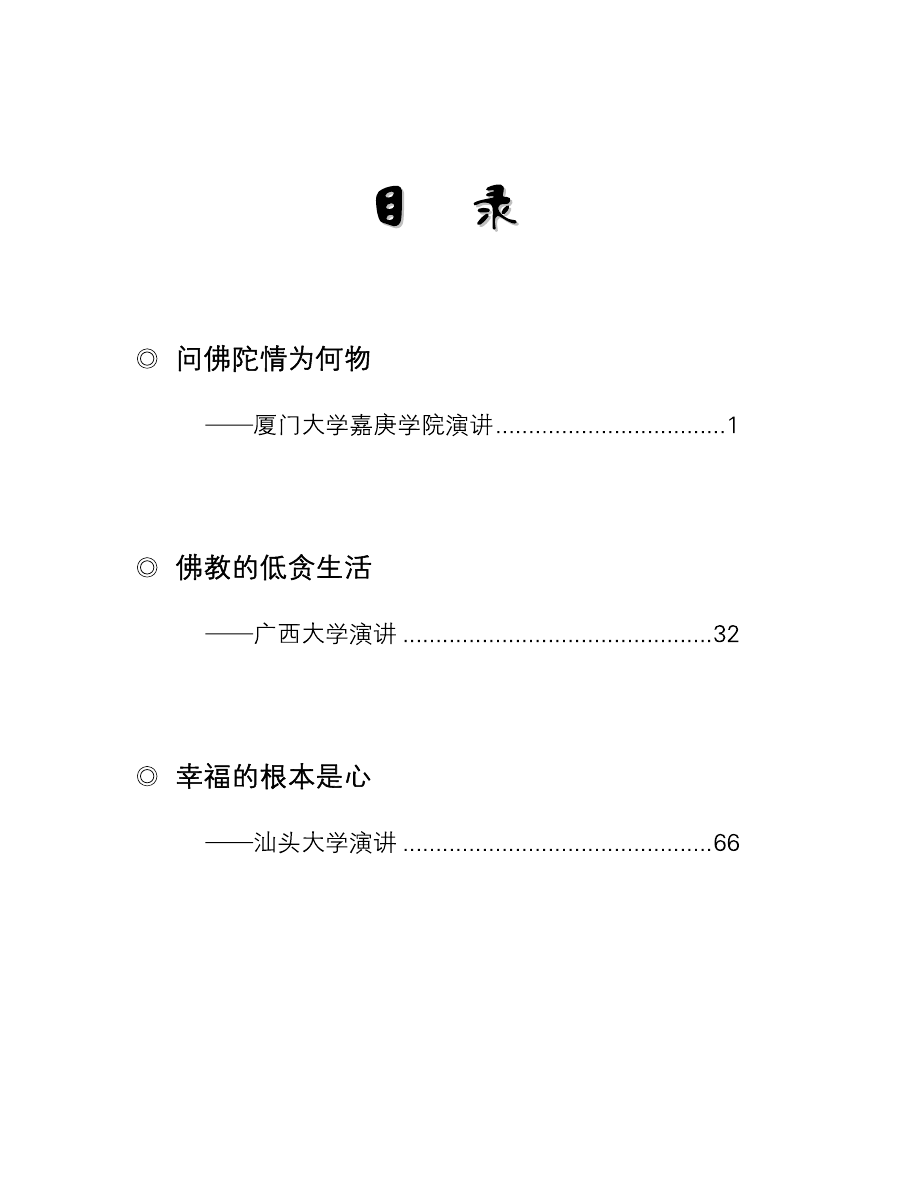 目 录
◎ 问佛陀情为何物
——厦门大学嘉庚学院演讲...................................1
◎ 佛教的低贪生活
——广西大学演讲...............................................32
◎ 幸福的根本是心
——汕头大学演讲...............................................66